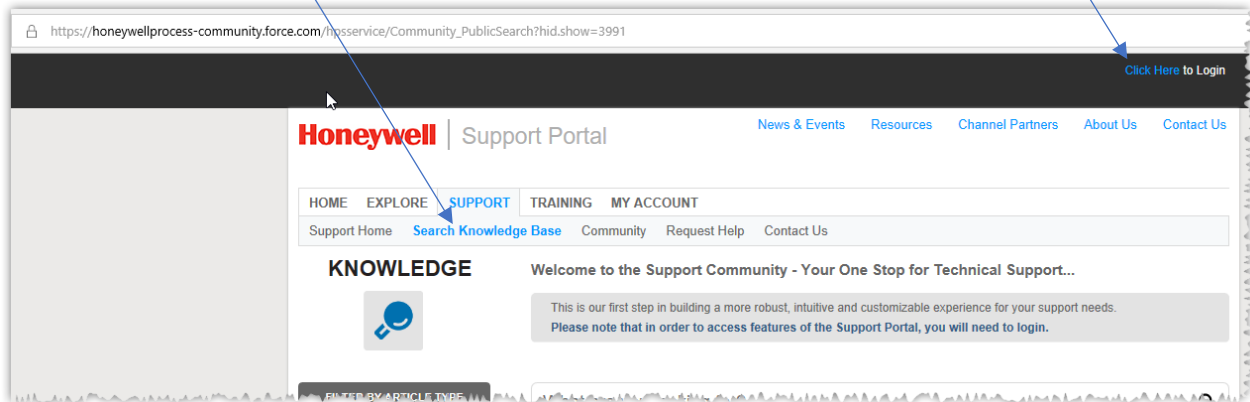 https://honeywellprocess-community.force.com/hpsservice/Community_PublicSearch?hid.show=3991
Click Here to Login
Honeywell | Support Portal
News & Events Resources Channel Partners About Us Contact Us
HOME EXPLORE SUPPORT TRAINING MY ACCOUNT
Support Home Search Knowledge Base Community Request Help Contact Us
KNOWLEDGE
Welcome to the Support Community - Your One Stop for Technical Support...
This is our first step in building a more robust, intuitive and customizable experience for your support needs.
Please note that in order to access features of the Support Portal, you will need to login.
FILTER BY ARTICLE TYPE